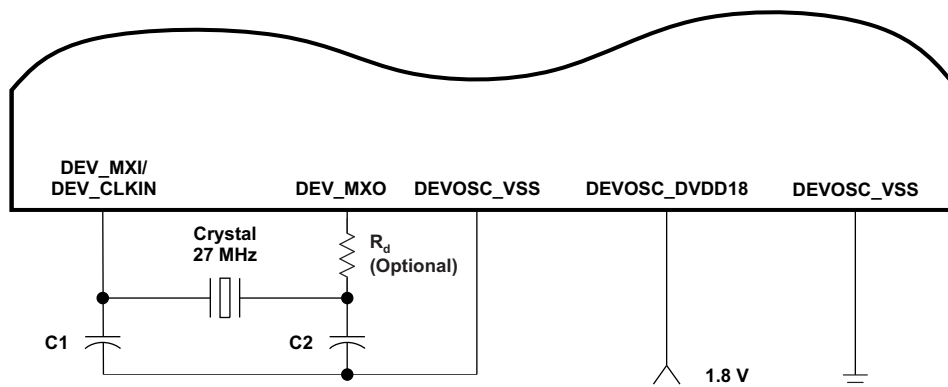 DEV_MXI/
DEV_CLKIN
DEV_MXO
DEVOSC_VSS
DEVOSC_DVDD18
DEVOSC_VSS
Crystal
27 MHz
Rd
(Optional)
C1
C2
1.8 V